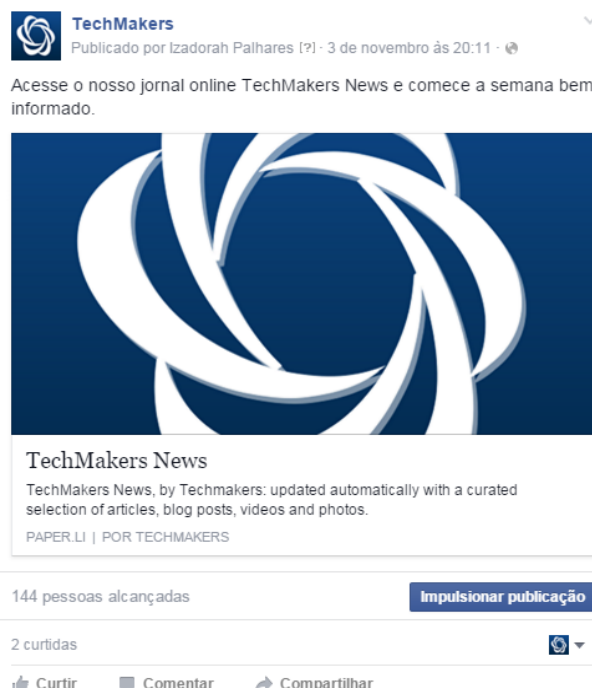 TechMakers
Publicado por Izadorah Palhares [?] · 3 de novembro às 20:11 ·
Acesse o nosso jornal online TechMakers News e comece a semana bem
informado.
TechMakers News
TechMakers News, by Techmakers: updated automatically with a curated
selection of articles, blog posts, videos and photos.
PAPER.LI | POR TECHMAKERS
144 pessoas alcançadas
Impulsionar publicação
2 curtidas
Curtir Comentar Compartilhar